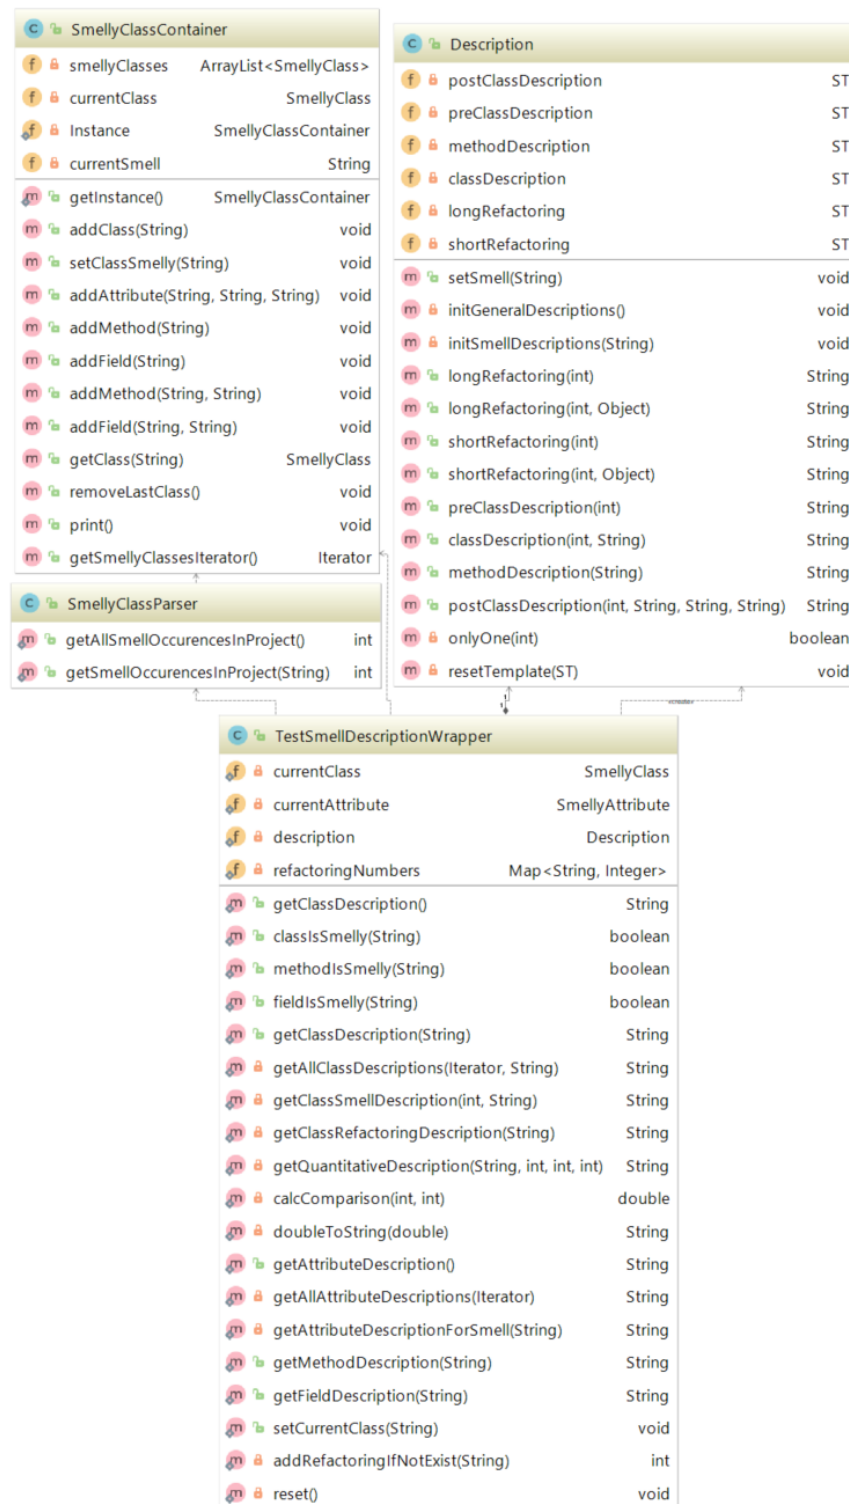 SmellyClassContainer
smellyClasses ArrayList<SmellyClass>
currentClass SmellyClass
Instance SmellyClassContainer
currentSmell String
getInstance() SmellyClassContainer
addClass(String) void
setClassSmelly(String) void
addAttribute(String, String, String) void
addMethod(String) void
addField(String) void
addMethod(String, String) void
addField(String, String) void
getClass(String) SmellyClass
removeLastClass() void
print() void
getSmellyClassesIterator() Iterator
Description
postClassDescription ST
preClassDescription ST
methodDescription ST
classDescription ST
longRefactoring ST
shortRefactoring ST
setSmell(String) void
initGeneralDescriptions() void
initSmellDescriptions(String) void
longRefactoring(int) String
longRefactoring(int, Object) String
shortRefactoring(int) String
shortRefactoring(int, Object) String
preClassDescription(int) String
classDescription(int, String) String
methodDescription(String) String
postClassDescription(int, String, String, String) String
onlyOne(int) boolean
resetTemplate(ST) void
SmellyClassParser
getAllSmellOccurencesInProject() int
getSmellOccurencesInProject(String) int
1
1
TestSmellDescriptionWrapper
currentClass SmellyClass
currentAttribute SmellyAttribute
description Description
refactoringNumbers Map<String, Integer>
getClassDescription() String
classIsSmelly(String) boolean
methodIsSmelly(String) boolean
fieldIsSmelly(String) boolean
getClassDescription(String) String
getAllClassDescriptions(Iterator, String) String
getClassSmellDescription(int, String) String
getClassRefactoringDescription(String) String
getQuantitativeDescription(String, int, int, int) String
calcComparison(int, int) double
doubleToString(double) String
getAttributeDescription() String
getAllAttributeDescriptions(Iterator) String
getAttributeDescriptionForSmell(String) String
getMethodDescription(String) String
getFieldDescription(String) String
setCurrentClass(String) void
addRefactoringIfNotExist(String) int
reset() void